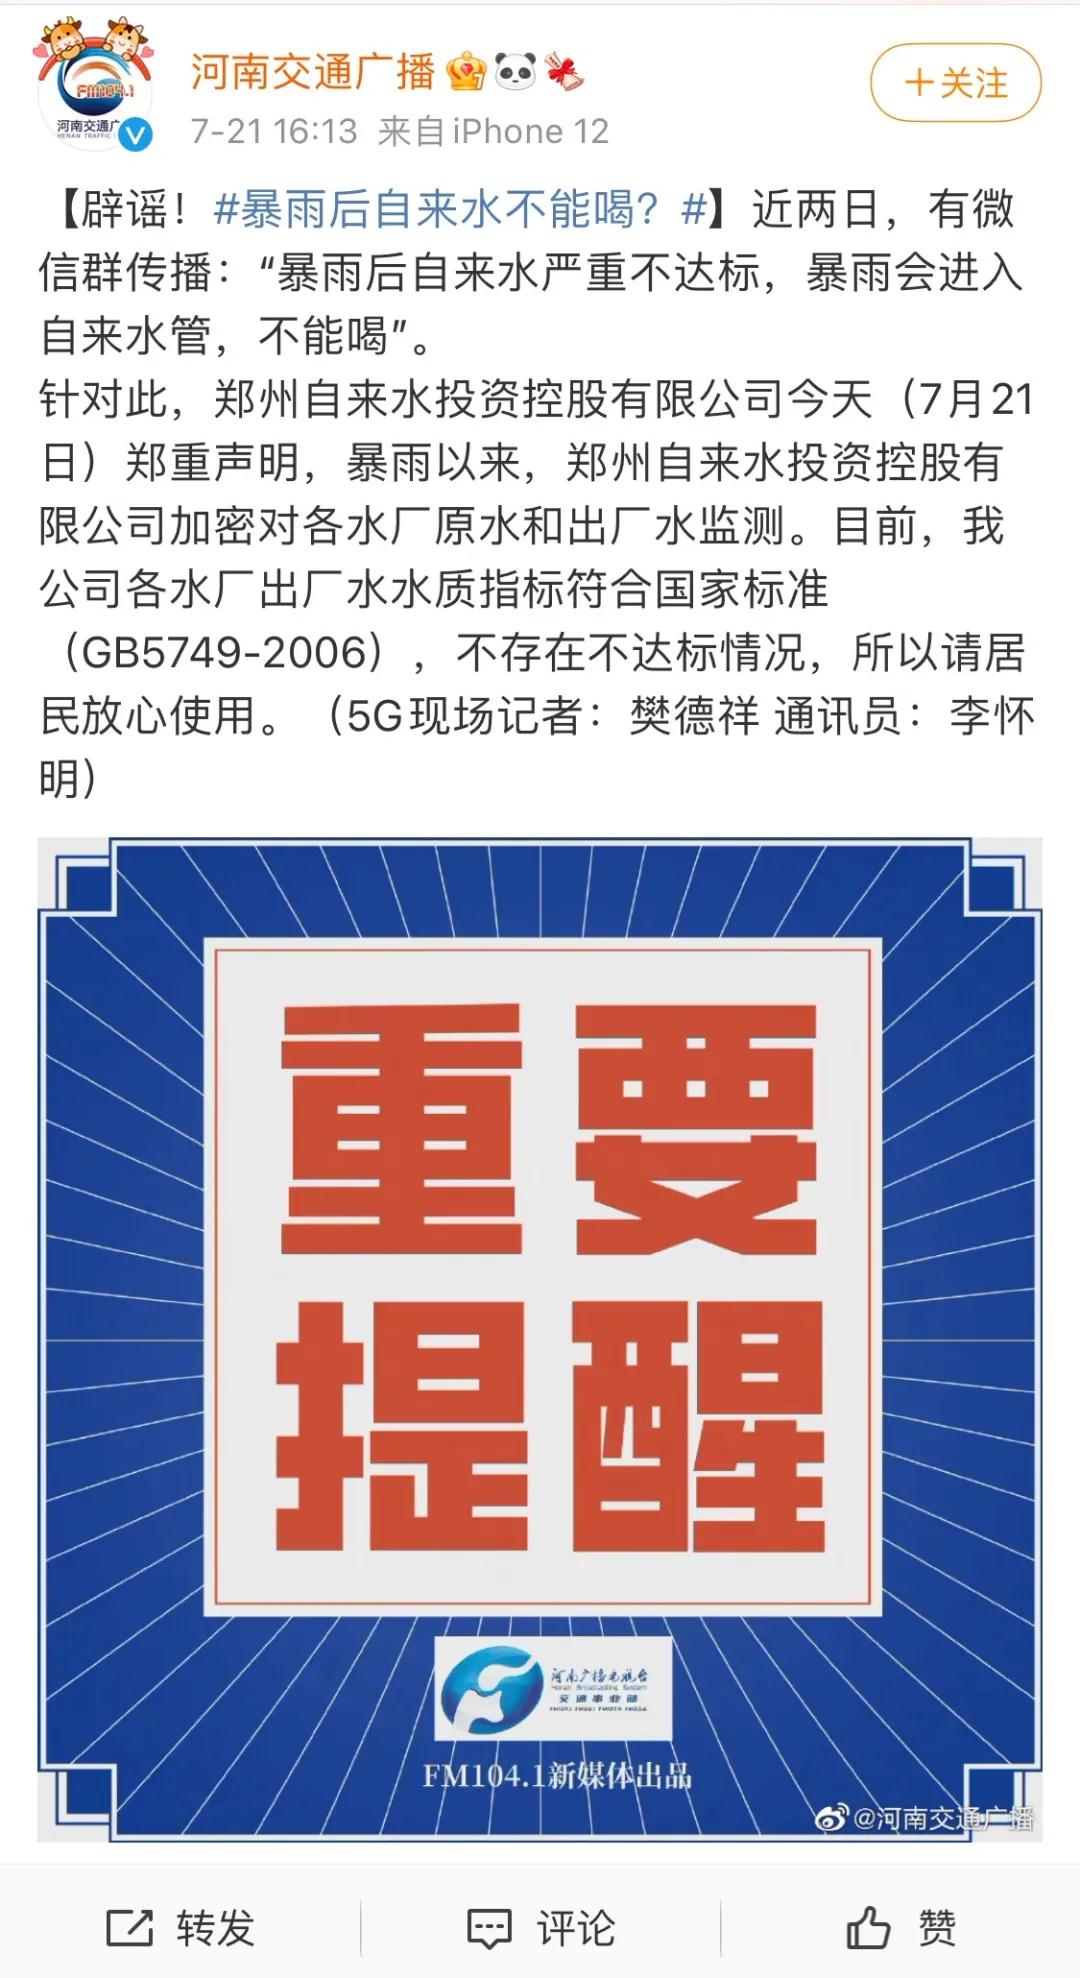 FM104.1
河南交通广
HENAN TRAFFIC
河南交通广播
+关注
7-21 16:13 来自iPhone 12
【辟谣！#暴雨后自来水不能喝？#】近两日，有微
信群传播：“暴雨后自来水严重不达标，暴雨会进入
自来水管，不能喝”。
针对此，郑州自来水投资控股有限公司今天（7月21
日）郑重声明，暴雨以来，郑州自来水投资控股有
限公司加密对各水厂原水和出厂水监测。目前，我
公司各水厂出厂水水质指标符合国家标准
（GB5749-2006），不存在不达标情况，所以请居
民放心使用。（5G现场记者：樊德祥 通讯员：李怀
明）
重要
提醒
河南广播电视台
Henan Broadcasting System
交通事业部
FM104.1新媒体出品
@河南交通广播
转发
评论
赞